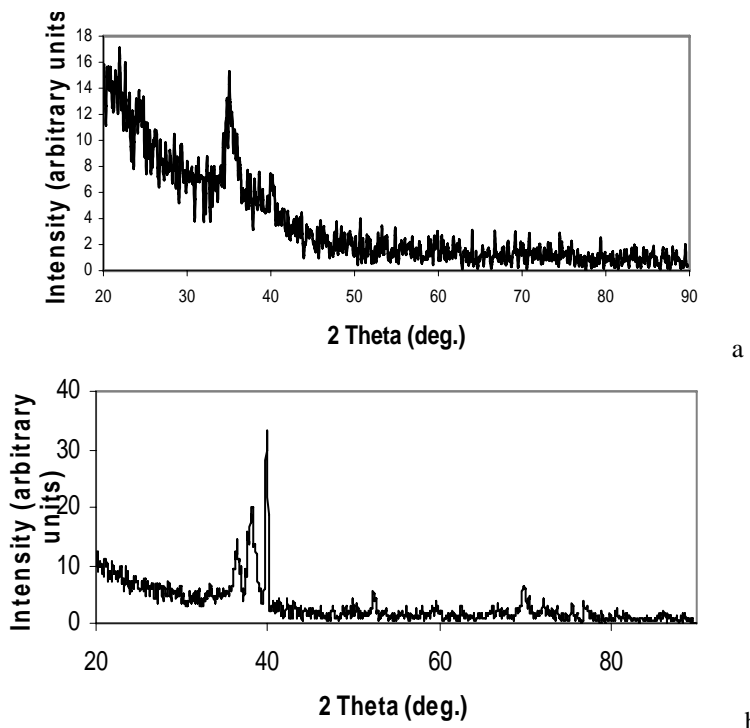 Intensity (arbitrary units
18
16
14
12
10
8
6
4
2
0
20 30 40 50 60 70 80 90
2 Theta (deg.)
a
Intensity (arbitrary
units)
40
30
20
10
0
20 40 60 80
2 Theta (deg.)
b